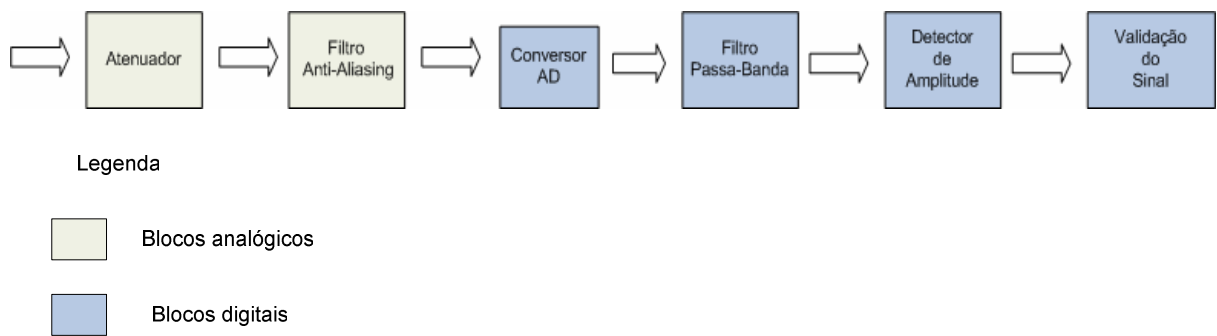 Atenuador
Filtro
Anti-Aliasing
Conversor
AD
Filtro
Passa-Banda
Detector
de
Amplitude
Validação
do
Sinal
Legenda
Blocos analógicos
Blocos digitais